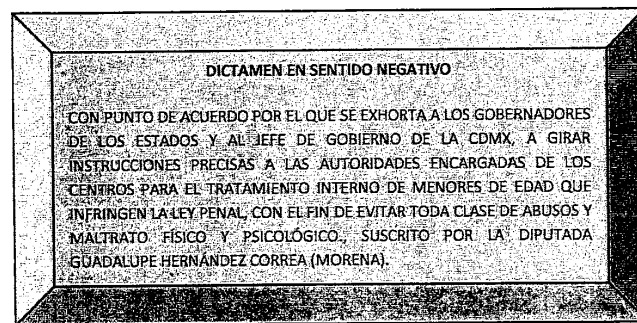 DICTAMEN EN SENTIDO NEGATIVO
CON PUNTO DE ACUERDO POR EL QUE SE EXHORTA A LOS GOBERNADORES
DE LOS ESTADOS Y AL JEFE DE GOBIERNO DE LA CDMX, A GIRAR
INSTRUCCIONES PRECISAS A LAS AUTORIDADES ENCARGADAS DE LOS
CENTROS PARA EL TRATAMIENTO INTERNO DE MENORES DE EDAD QUE
INFRINGEN LA LEY PENAL, CON EL FIN DE EVITAR TODA CLASE DE ABUSOS Y
MALTRATO FÍSICO Y PSICOLÓGICO., SUSCRITO POR LA DIPUTADA
GUADALUPE HERNÁNDEZ CORREA (MORENA).